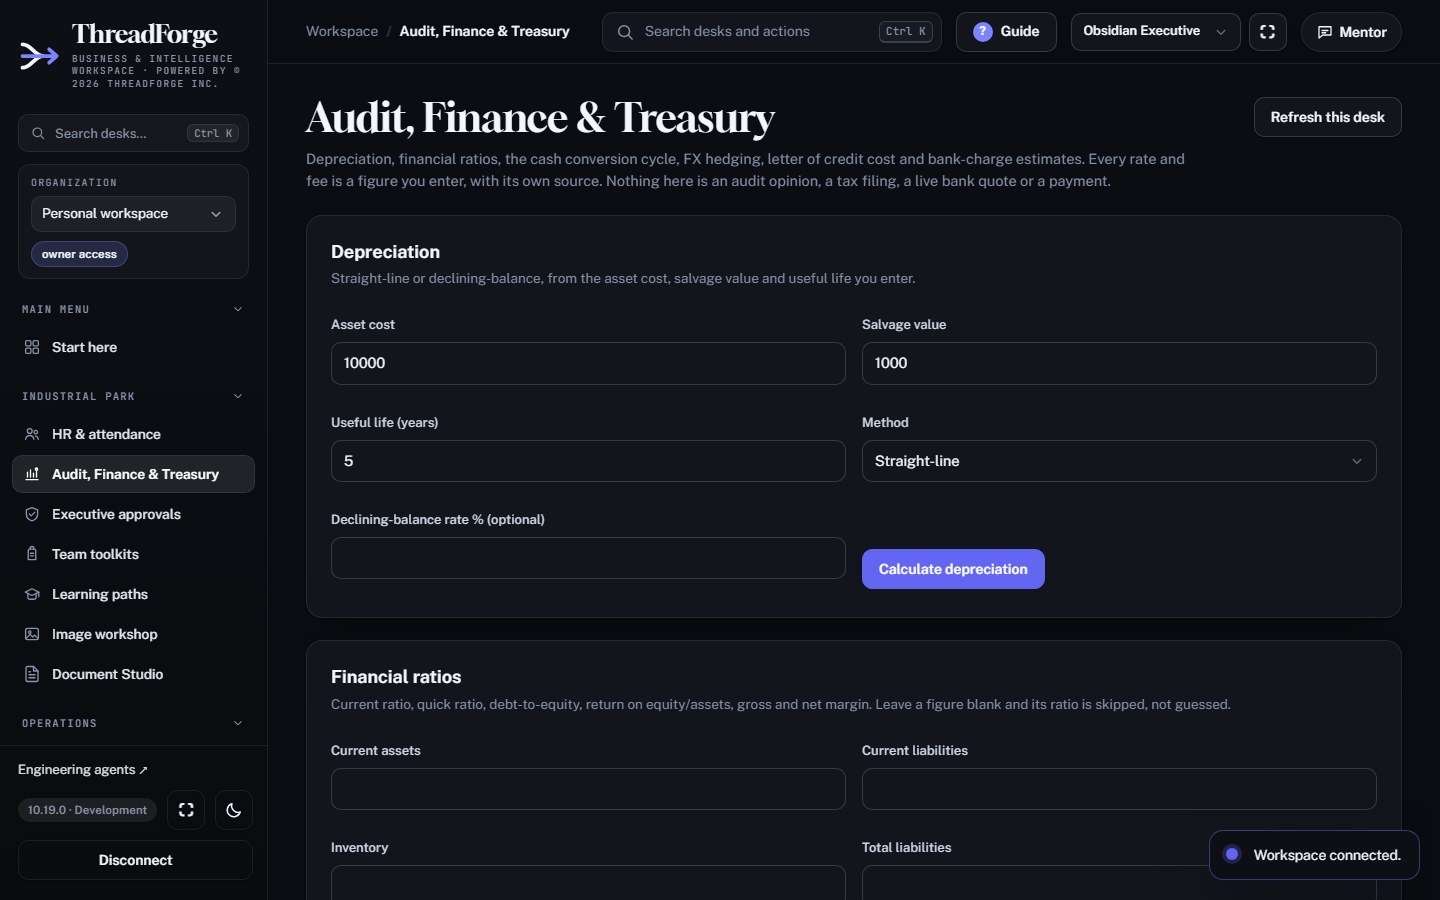 ThreadForge
BUSINESS & INTELLIGENCE
WORKSPACE · POWERED BY ©
2026 THREADFORGE INC.
Search desks...
Ctrl K
ORGANIZATION
Personal workspace
owner access
MAIN MENU
Start here
INDUSTRIAL PARK
HR & attendance
Audit, Finance & Treasury
Executive approvals
Team toolkits
Learning paths
Image workshop
Document Studio
OPERATIONS
Engineering agents ↗
10.19.0 · Development
Disconnect
Workspace / Audit, Finance & Treasury
Search desks and actions
Ctrl K
? Guide
Obsidian Executive
Mentor
Audit, Finance & Treasury
Refresh this desk
Depreciation, financial ratios, the cash conversion cycle, FX hedging, letter of credit cost and bank-charge estimates. Every rate and
fee is a figure you enter, with its own source. Nothing here is an audit opinion, a tax filing, a live bank quote or a payment.
Depreciation
Straight-line or declining-balance, from the asset cost, salvage value and useful life you enter.
Asset cost
10000
Salvage value
1000
Useful life (years)
5
Method
Straight-line
Declining-balance rate % (optional)
Calculate depreciation
Financial ratios
Current ratio, quick ratio, debt-to-equity, return on equity/assets, gross and net margin. Leave a figure blank and its ratio is skipped, not guessed.
Current assets
Current liabilities
Inventory
Total liabilities
Workspace connected.